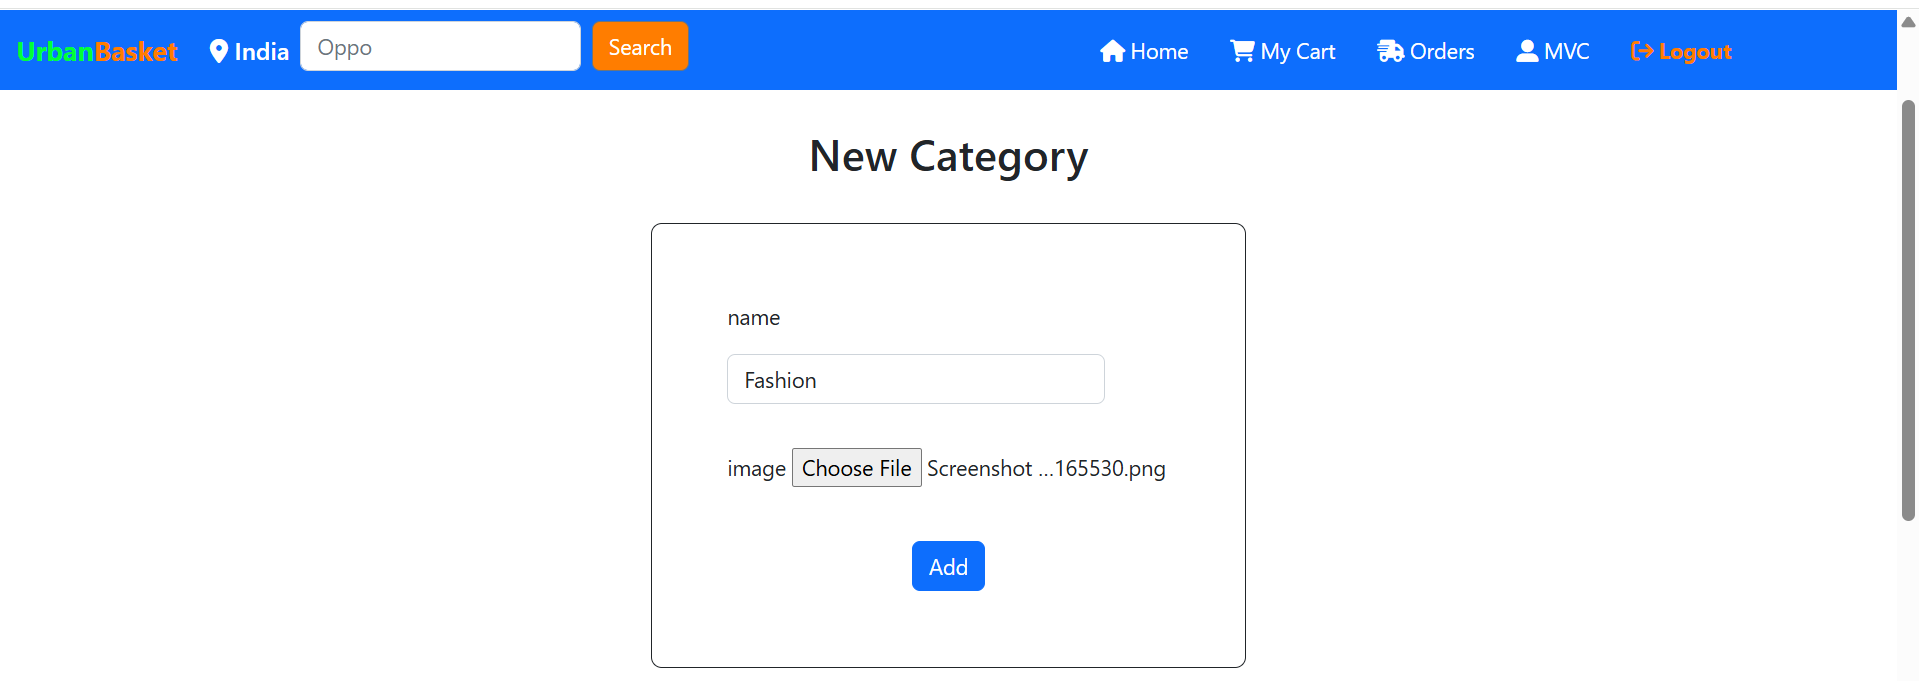 UrbanBasket India Oppo Search Home My Cart Orders MVC Logout
New Category
name
Fashion
image Choose File Screenshot ...165530.png
Add